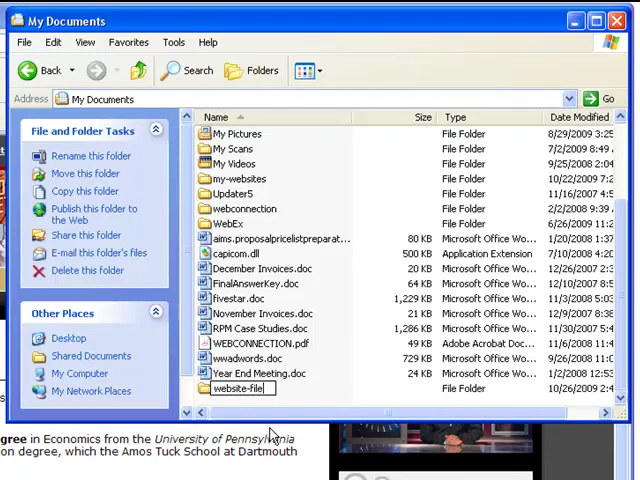 My Documents
File Edit View Favorites Tools Help
Back Search Folders
Address My Documents Go
File and Folder Tasks
Rename this folder
Move this folder
Copy this folder
Publish this folder to
the Web
Share this folder
E-mail this folder's files
Delete this folder
Other Places
Desktop
Shared Documents
My Computer
My Network Places
Name Size Type Date Modified
My Pictures File Folder 8/29/2009 3:25
My Scans File Folder 7/2/2009 8:49
My Videos File Folder 9/25/2008 2:04
my-websites File Folder 10/22/2009 7:2
Updater5 File Folder 11/16/2007 4:5
webconnection File Folder 2/2/2008 9:39
WebEx File Folder 6/26/2009 11:2
aims.proposalpricelistpreparat... 80 KB Microsoft Office Wo... 1/20/2008 1:37
capicom.dll 500 KB Application Extension 7/10/2008 4:2
December Invoices.doc 20 KB Microsoft Office Wo... 12/26/2007 2:
FinalAnswerKey.doc 64 KB Microsoft Office Wo... 12/10/2007 8:
fivestar.doc 1,229 KB Microsoft Office Wo... 11/3/2008 5:03
November Invoices.doc 21 KB Microsoft Office Wo... 12/9/2007 8:38
RPM Case Studies.doc 1,286 KB Microsoft Office Wo... 11/30/2007 5:4
WEBCONNECTION.pdf 49 KB Adobe Acrobat Doc...
wwadwords.doc 729 KB Microsoft Office Wo... 9/26/2008 11:0
Year End Meeting.doc 24 KB Microsoft Office Wo... 1/2/2008 12:53
website-file File Folder 10/26/2009 2:4
gree in Economics from the University of Pennsylvania
on degree, which the Amos Tuck School at Dartmouth